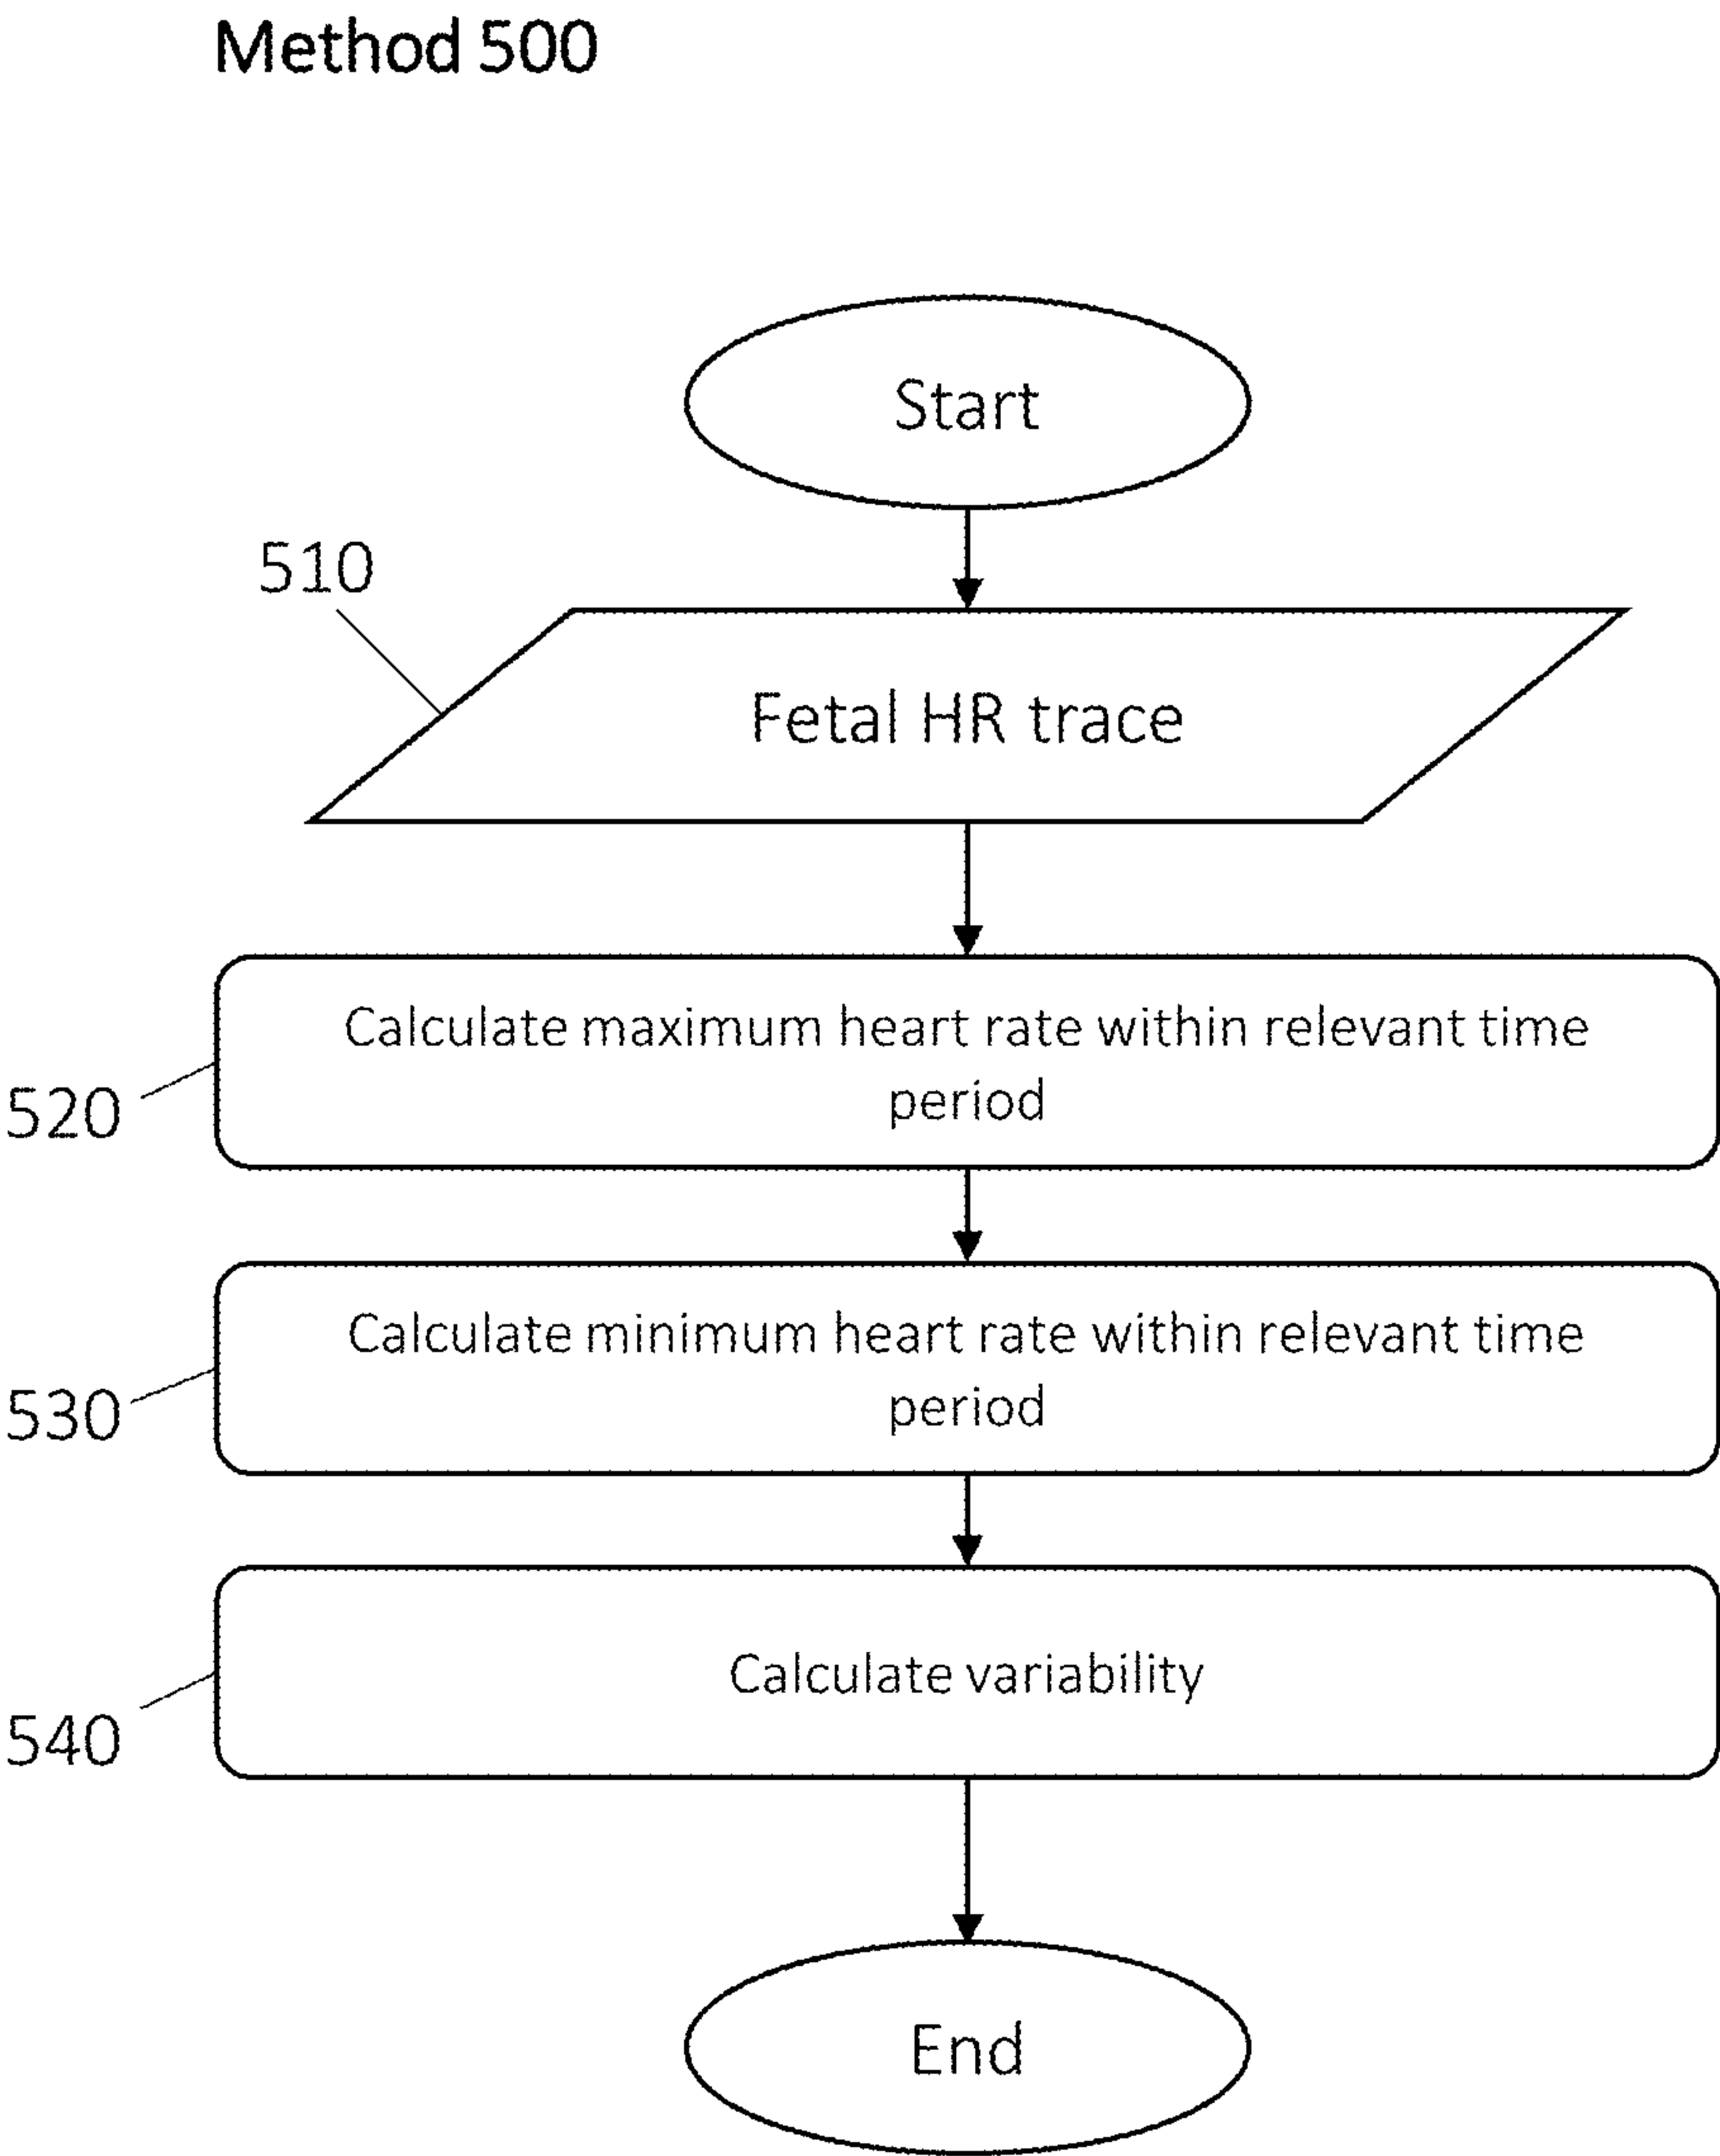 Method 500
Start
510
Fetal HR trace
Calculate maximum heart rate within relevant time
period
520
Calculate minimum heart rate within relevant time
period
530
Calculate variability
540
End